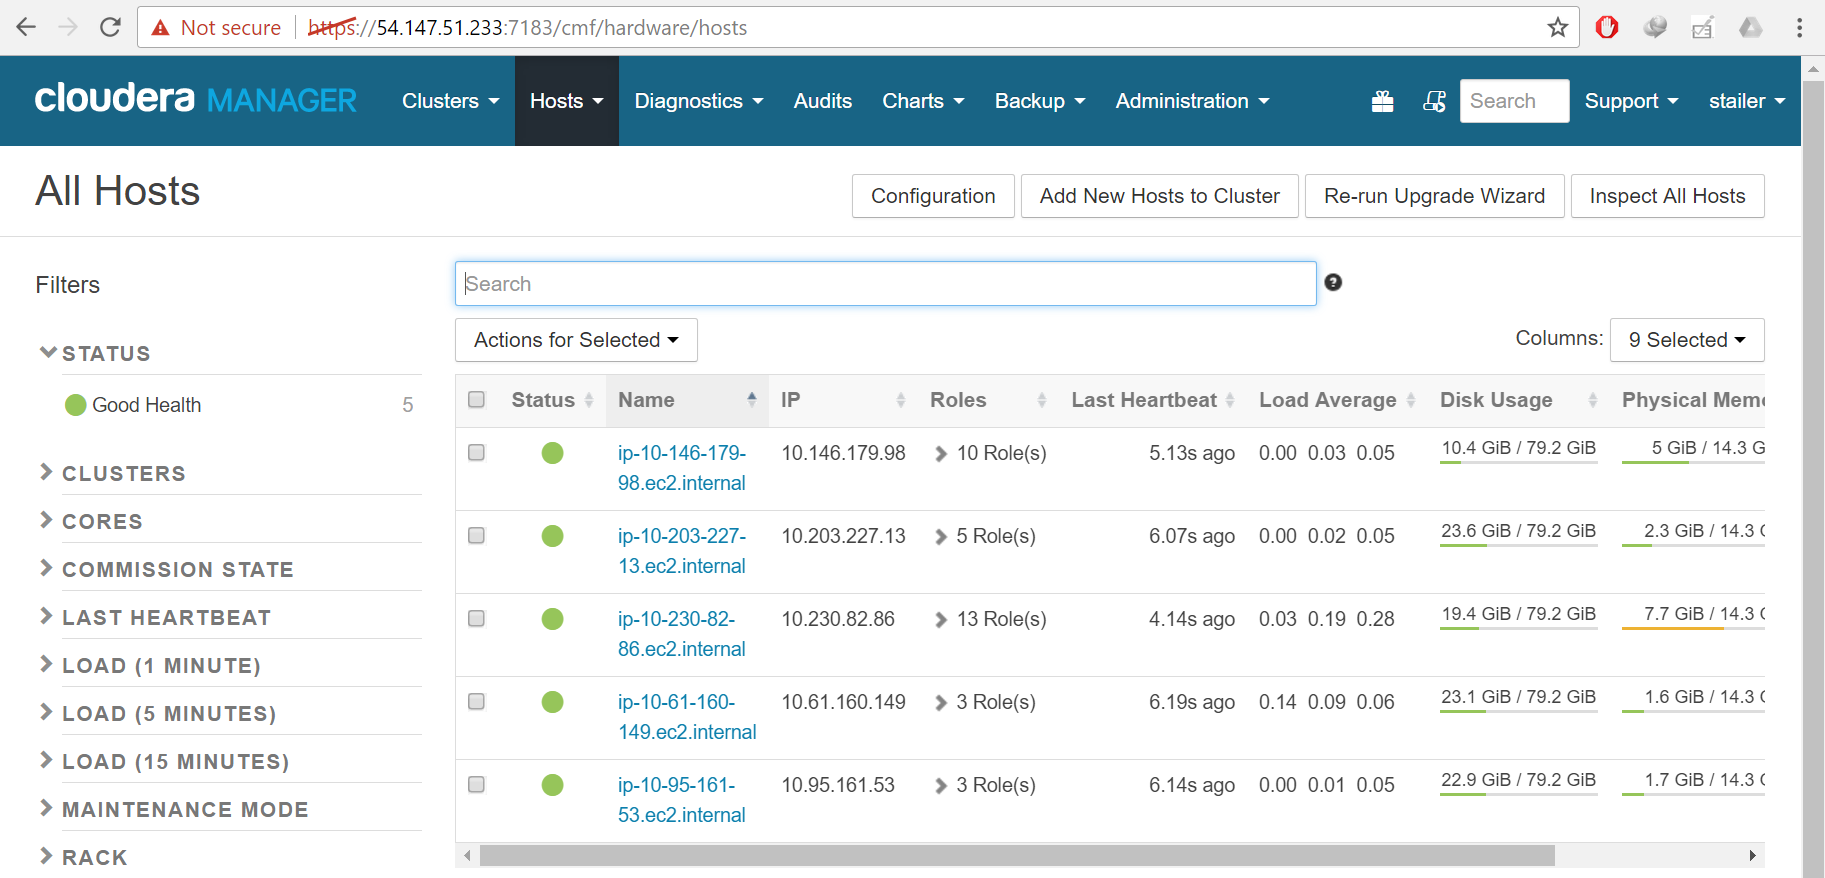 Not secure https://54.147.51.233:7183/cmf/hardware/hosts
cloudera MANAGER Clusters Hosts Diagnostics Audits Charts Backup Administration Search Support stailer
All Hosts Configuration Add New Hosts to Cluster Re-run Upgrade Wizard Inspect All Hosts
Filters
STATUS
Good Health 5
CLUSTERS
CORES
COMMISSION STATE
LAST HEARTBEAT
LOAD (1 MINUTE)
LOAD (5 MINUTES)
LOAD (15 MINUTES)
MAINTENANCE MODE
RACK
Search ?
Actions for Selected Columns: 9 Selected
Status Name IP Roles Last Heartbeat Load Average Disk Usage Physical Mem
ip-10-146-179- 10.146.179.98 10 Role(s) 5.13s ago 0.00 0.03 0.05 10.4 GiB / 79.2 GiB 5 GiB / 14.3 G
98.ec2.internal
ip-10-203-227- 10.203.227.13 5 Role(s) 6.07s ago 0.00 0.02 0.05 23.6 GiB / 79.2 GiB 2.3 GiB / 14.3
13.ec2.internal
ip-10-230-82- 10.230.82.86 13 Role(s) 4.14s ago 0.03 0.19 0.28 19.4 GiB / 79.2 GiB 7.7 GiB / 14.3
86.ec2.internal
ip-10-61-160- 10.61.160.149 3 Role(s) 6.19s ago 0.14 0.09 0.06 23.1 GiB / 79.2 GiB 1.6 GiB / 14.3
149.ec2.internal
ip-10-95-161- 10.95.161.53 3 Role(s) 6.14s ago 0.00 0.01 0.05 22.9 GiB / 79.2 GiB 1.7 GiB / 14.3
53.ec2.internal